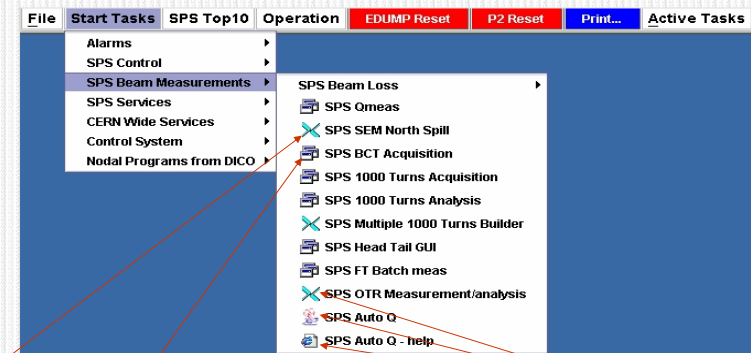 File Start Tasks SPS Top10 Operation EDUMP Reset P2 Reset Print... Active Tasks
Alarms
SPS Control
SPS Beam Measurements
SPS Services
CERN Wide Services
Control System
Nodal Programs from DICO
SPS Beam Loss
SPS Qmeas
SPS SEM North Spill
SPS BCT Acquisition
SPS 1000 Turns Acquisition
SPS 1000 Turns Analysis
SPS Multiple 1000 Turns Builder
SPS Head Tail GUI
SPS FT Batch meas
SPS OTR Measurement/analysis
SPS Auto Q
SPS Auto Q - help